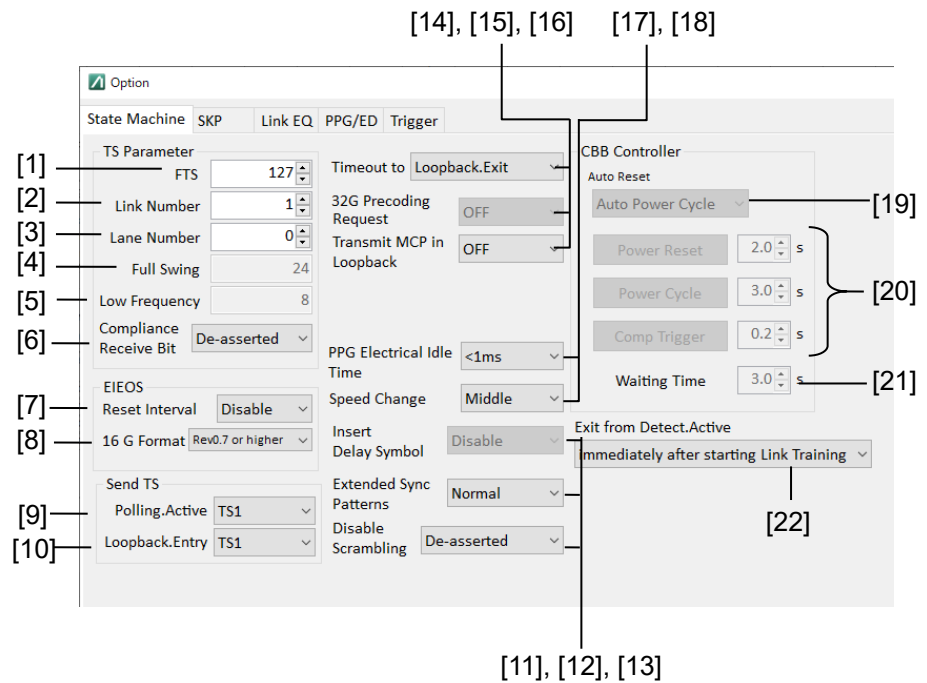 [14], [15], [16]
[17], [18]
Option
State Machine SKP Link EQ PPG/ED Trigger
TS Parameter
[1] FTS 127
[2] Link Number 1
[3] Lane Number 0
[4] Full Swing 24
[5] Low Frequency 8
[6] Compliance
Receive Bit De-asserted
EIEOS
[7] Reset Interval Disable
[8] 16 G Format Rev0.7 or higher
Send TS
[9] Polling.Active TS1
[10] Loopback.Entry TS1
Timeout to Loopback.Exit
32G Precoding
Request OFF
Transmit MCP in
Loopback OFF
PPG Electrical Idle
Time <1ms
Speed Change Middle
Insert
Delay Symbol Disable
Extended Sync
Patterns Normal
Disable
Scrambling De-asserted
[11], [12], [13]
CBB Controller
Auto Reset
Auto Power Cycle [19]
Power Reset 2.0 s
Power Cycle 3.0 s [20]
Comp Trigger 0.2 s
Waiting Time 3.0 s [21]
Exit from Detect.Active
Immediately after starting Link Training
[22]